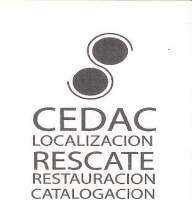 CEDAC
LOCALIZACION
RESCATE
RESTAURACION
CATALOGACION